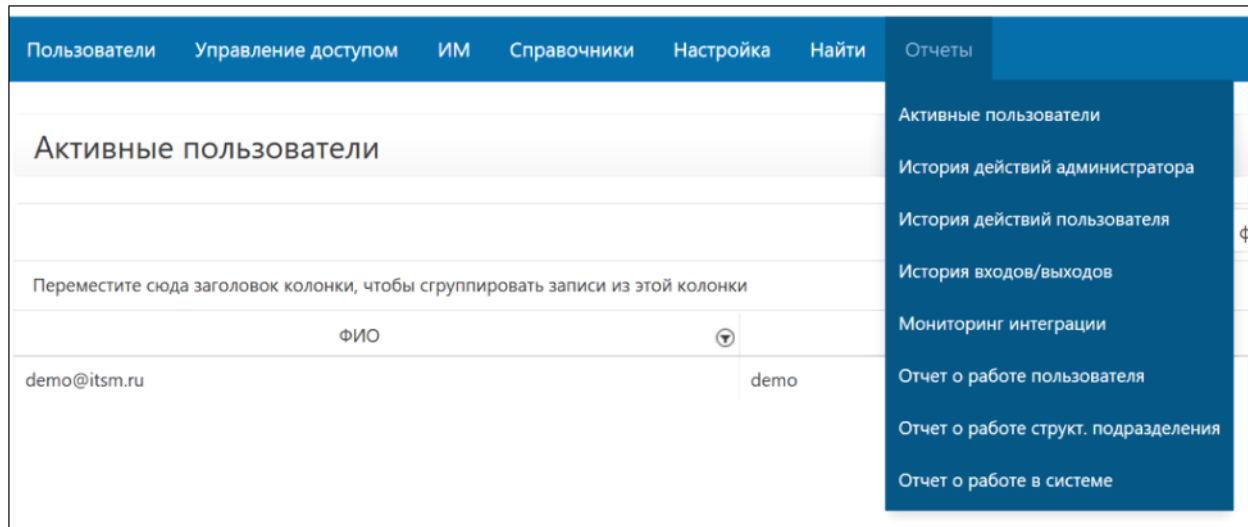 Пользователи Управление доступом ИМ Справочники Настройка Найти Отчеты
Активные пользователи
История действий администратора
История действий пользователя
История входов/выходов
Мониторинг интеграции
Отчет о работе пользователя
Отчет о работе структ. подразделения
Отчет о работе в системе
Активные пользователи
Переместите сюда заголовок колонки, чтобы сгруппировать записи из этой колонки
ФИО
demo@itsm.ru demo